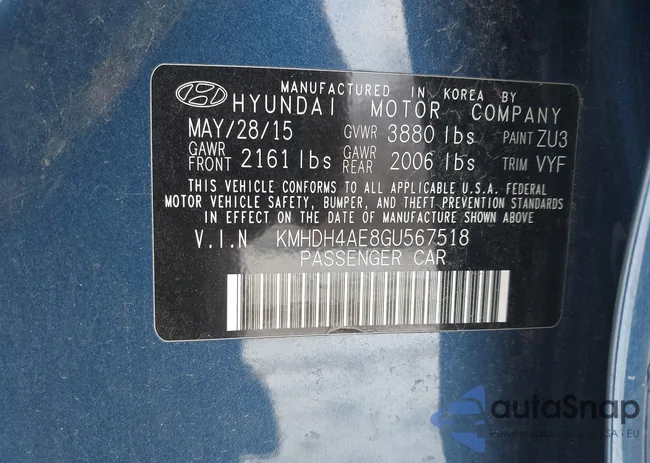 MANUFACTURED IN KOREA BY
HYUNDAI MOTOR COMPANY
MAY/28/15 GVWR 3880 lbs PAINT ZU3
GAWR FRONT 2161 lbs GAWR REAR 2006 lbs TRIM VYF
THIS VEHICLE CONFORMS TO ALL APPLICABLE U.S.A. FEDERAL
MOTOR VEHICLE SAFETY, BUMPER, AND THEFT PREVENTION
STANDARDS IN EFFECT ON THE DATE OF MANUFACTURE SHOWN ABOVE.
V.I.N KMHDH4AE8GU567518
PASSENGER CAR
autaSnap